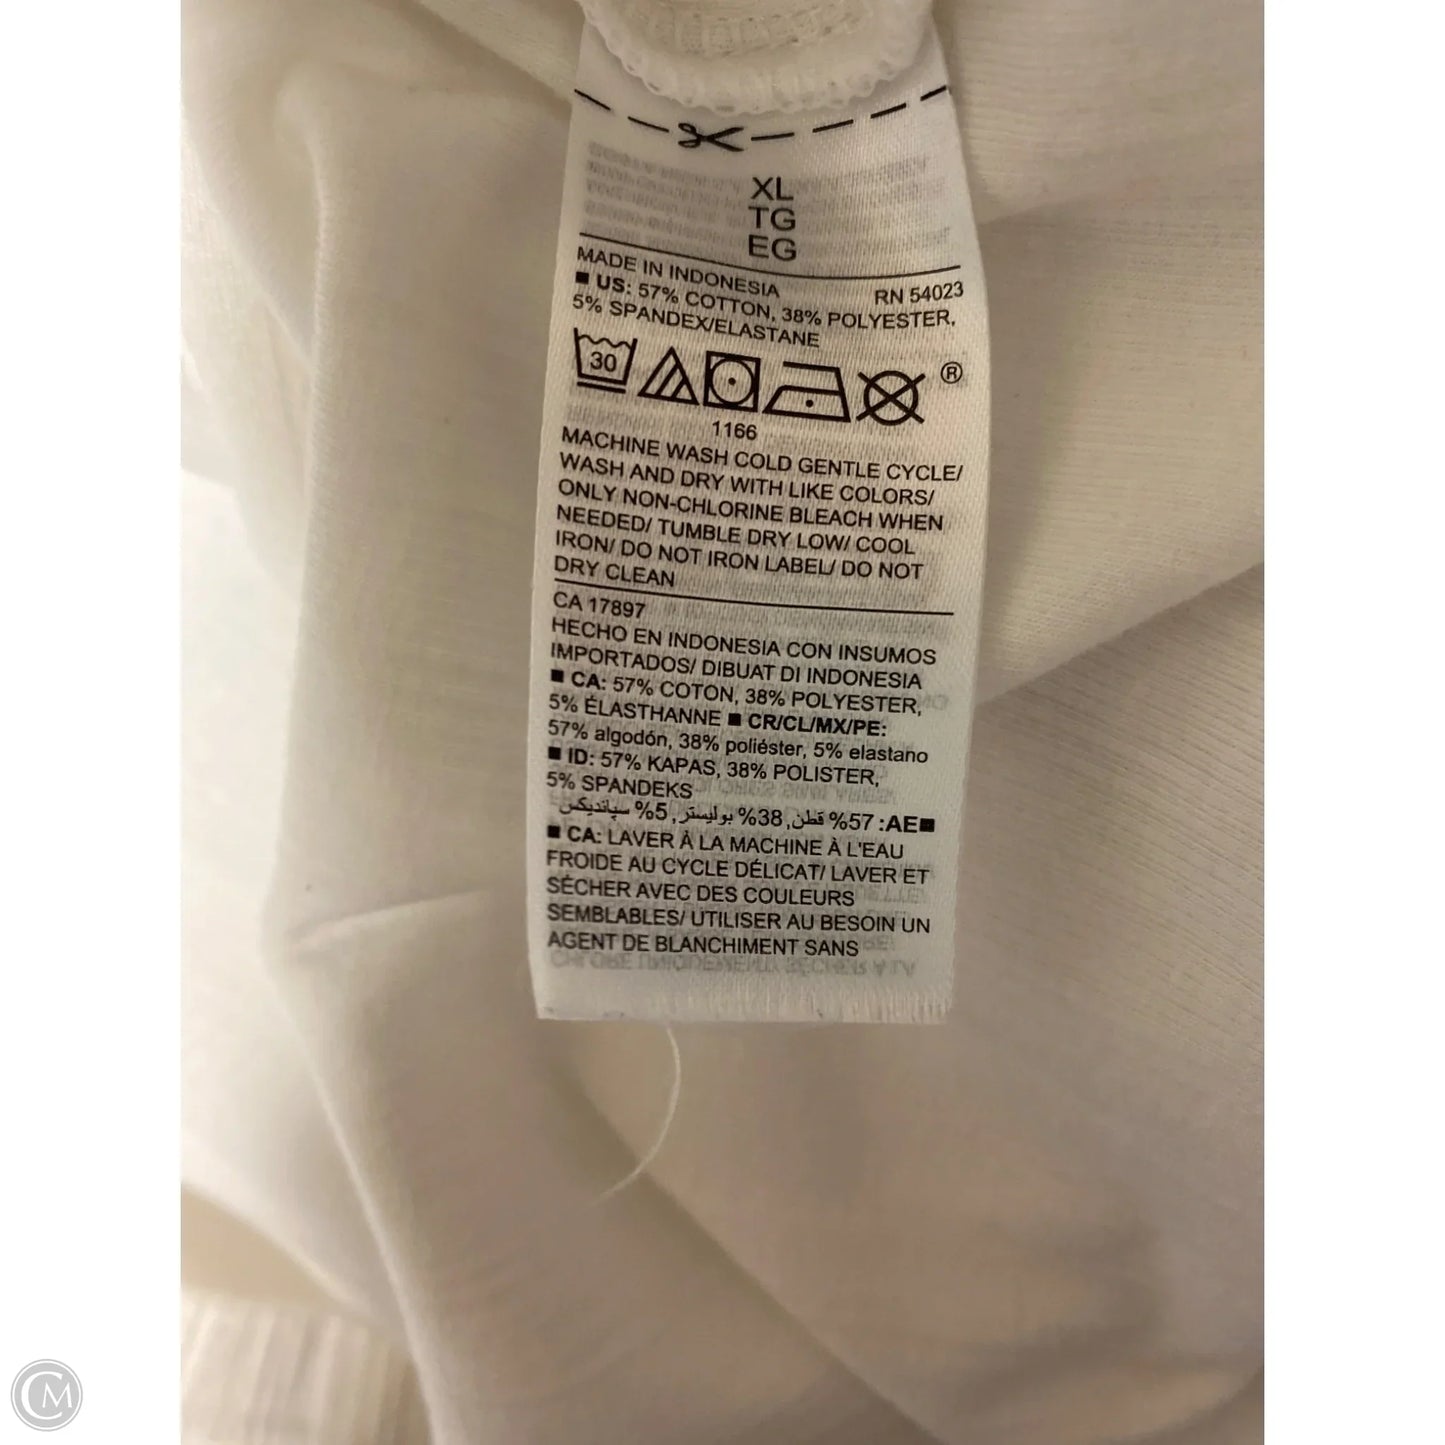 XL
TG
EG
MADE IN INDONESIA
RN 54023
■ US: 57% COTTON, 38% POLYESTER,
5% SPANDEX/ELASTANE
30
®
1166
MACHINE WASH COLD GENTLE CYCLE/
WASH AND DRY WITH LIKE COLORS/
ONLY NON-CHLORINE BLEACH WHEN
NEEDED/ TUMBLE DRY LOW/ COOL
IRON/ DO NOT IRON LABEL/ DO NOT
DRY CLEAN
CA 17897
HECHO EN INDONESIA CON INSUMOS
IMPORTADOS/ DIBUAT DI INDONESIA
■ CA: 57% COTON, 38% POLYESTER,
5% ÉLASTHANNE ■ CR/CL/MX/PE:
57% algodón, 38% poliéster, 5% elastano
■ ID: 57% KAPAS, 38% POLISTER,
5% SPANDEKS
■AE: 57% قطن, 38% بوليستر, 5% سپانديكس
■ CA: LAVER À LA MACHINE À L'EAU
FROIDE AU CYCLE DÉLICAT/ LAVER ET
SÉCHER AVEC DES COULEURS
SEMBLABLES/ UTILISER AU BESOIN UN
AGENT DE BLANCHIMENT SANS
CM